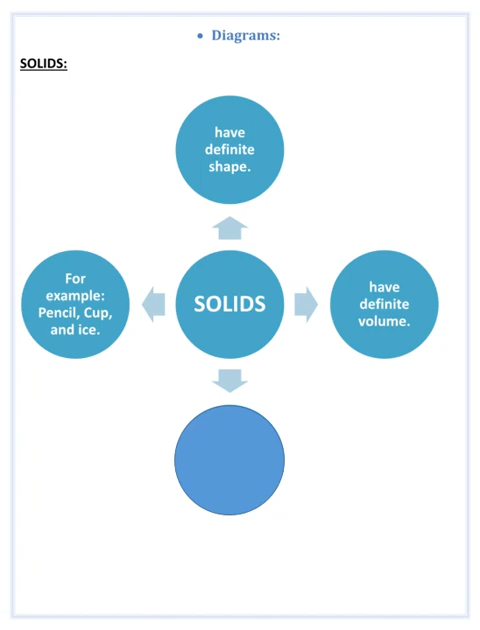 • Diagrams:
SOLIDS:
have
definite
shape.
For
example:
Pencil, Cup,
and ice.
SOLIDS
have
definite
volume.